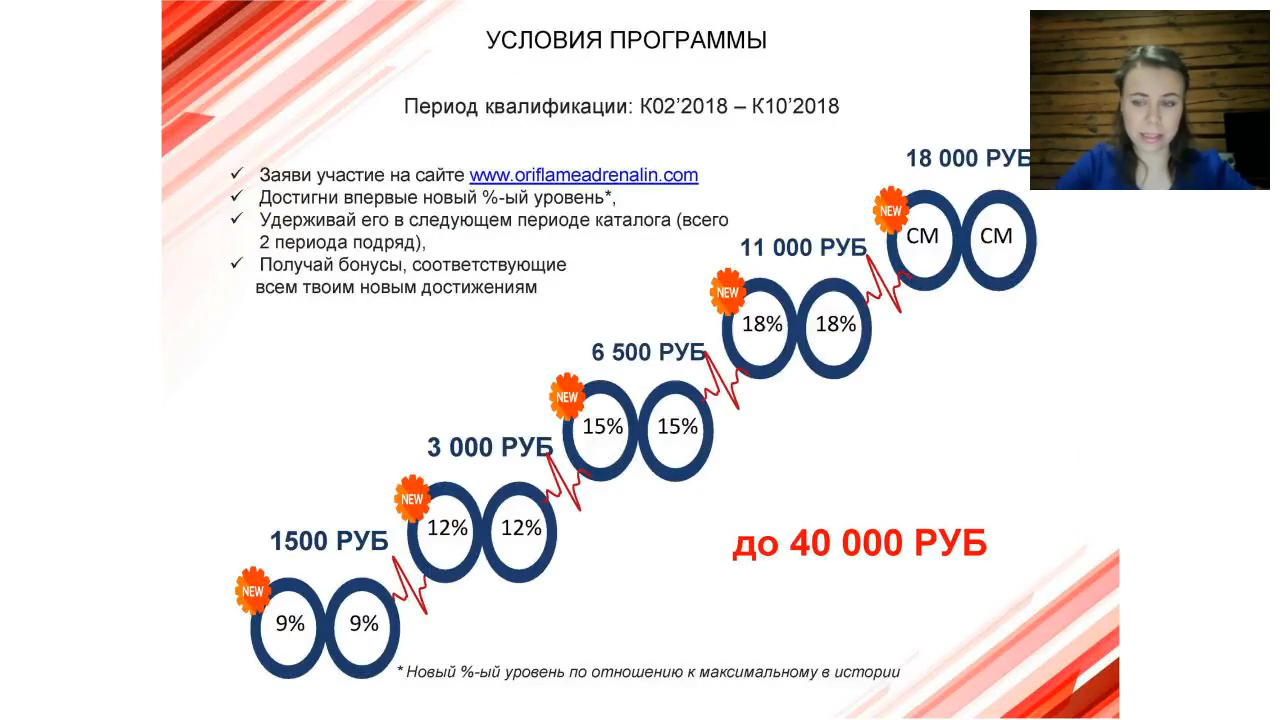 УСЛОВИЯ ПРОГРАММЫ
Период квалификации: К02’2018 – К10’2018
✓ Заяви участие на сайте www.oriflameadrenalin.com
✓ Достигни впервые новый %-ый уровень*,
✓ Удерживай его в следующем периоде каталога (всего
2 периода подряд),
✓ Получай бонусы, соответствующие
всем твоим новым достижениям
18 000 РУБ
NEW
СМ СМ
11 000 РУБ
NEW
18% 18%
6 500 РУБ
NEW
15% 15%
3 000 РУБ
NEW
12% 12%
1500 РУБ
NEW
9% 9%
до 40 000 РУБ
* Новый %-ый уровень по отношению к максимальному в истории